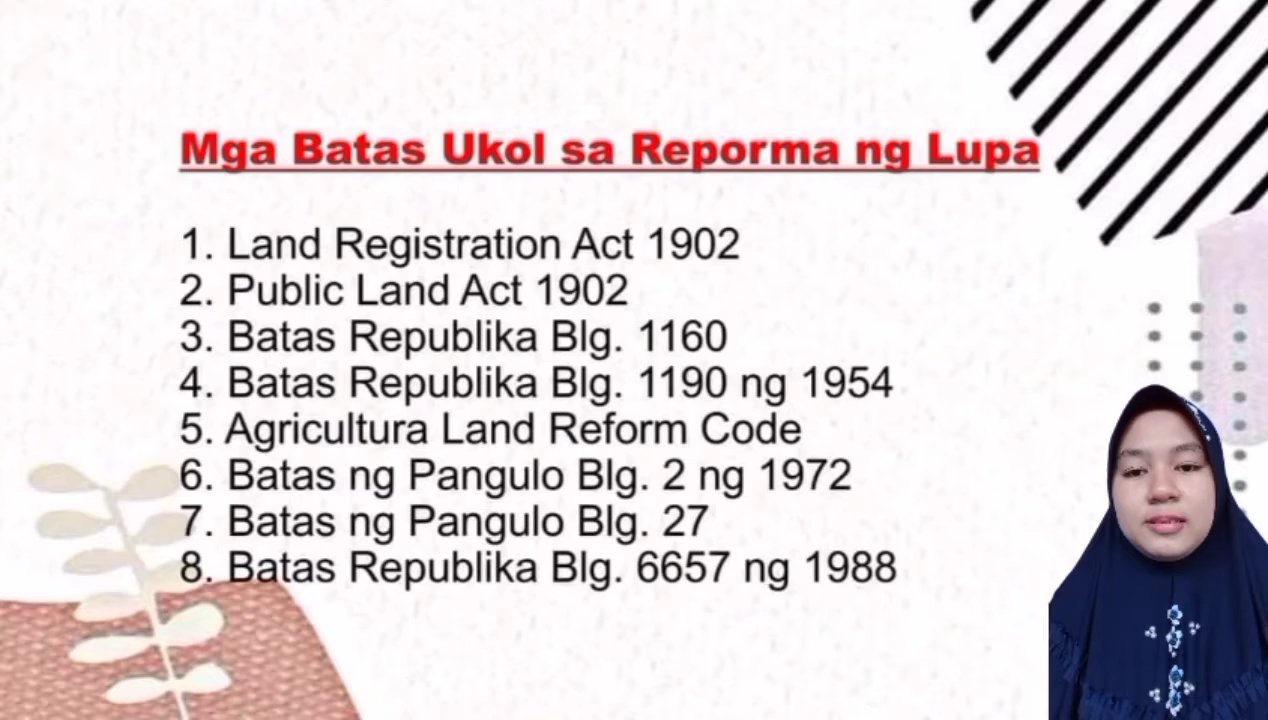 Mga Batas Ukol sa Reporma ng Lupa
1. Land Registration Act 1902
2. Public Land Act 1902
3. Batas Republika Blg. 1160
4. Batas Republika Blg. 1190 ng 1954
5. Agricultura Land Reform Code
6. Batas ng Pangulo Blg. 2 ng 1972
7. Batas ng Pangulo Blg. 27
8. Batas Republika Blg. 6657 ng 1988